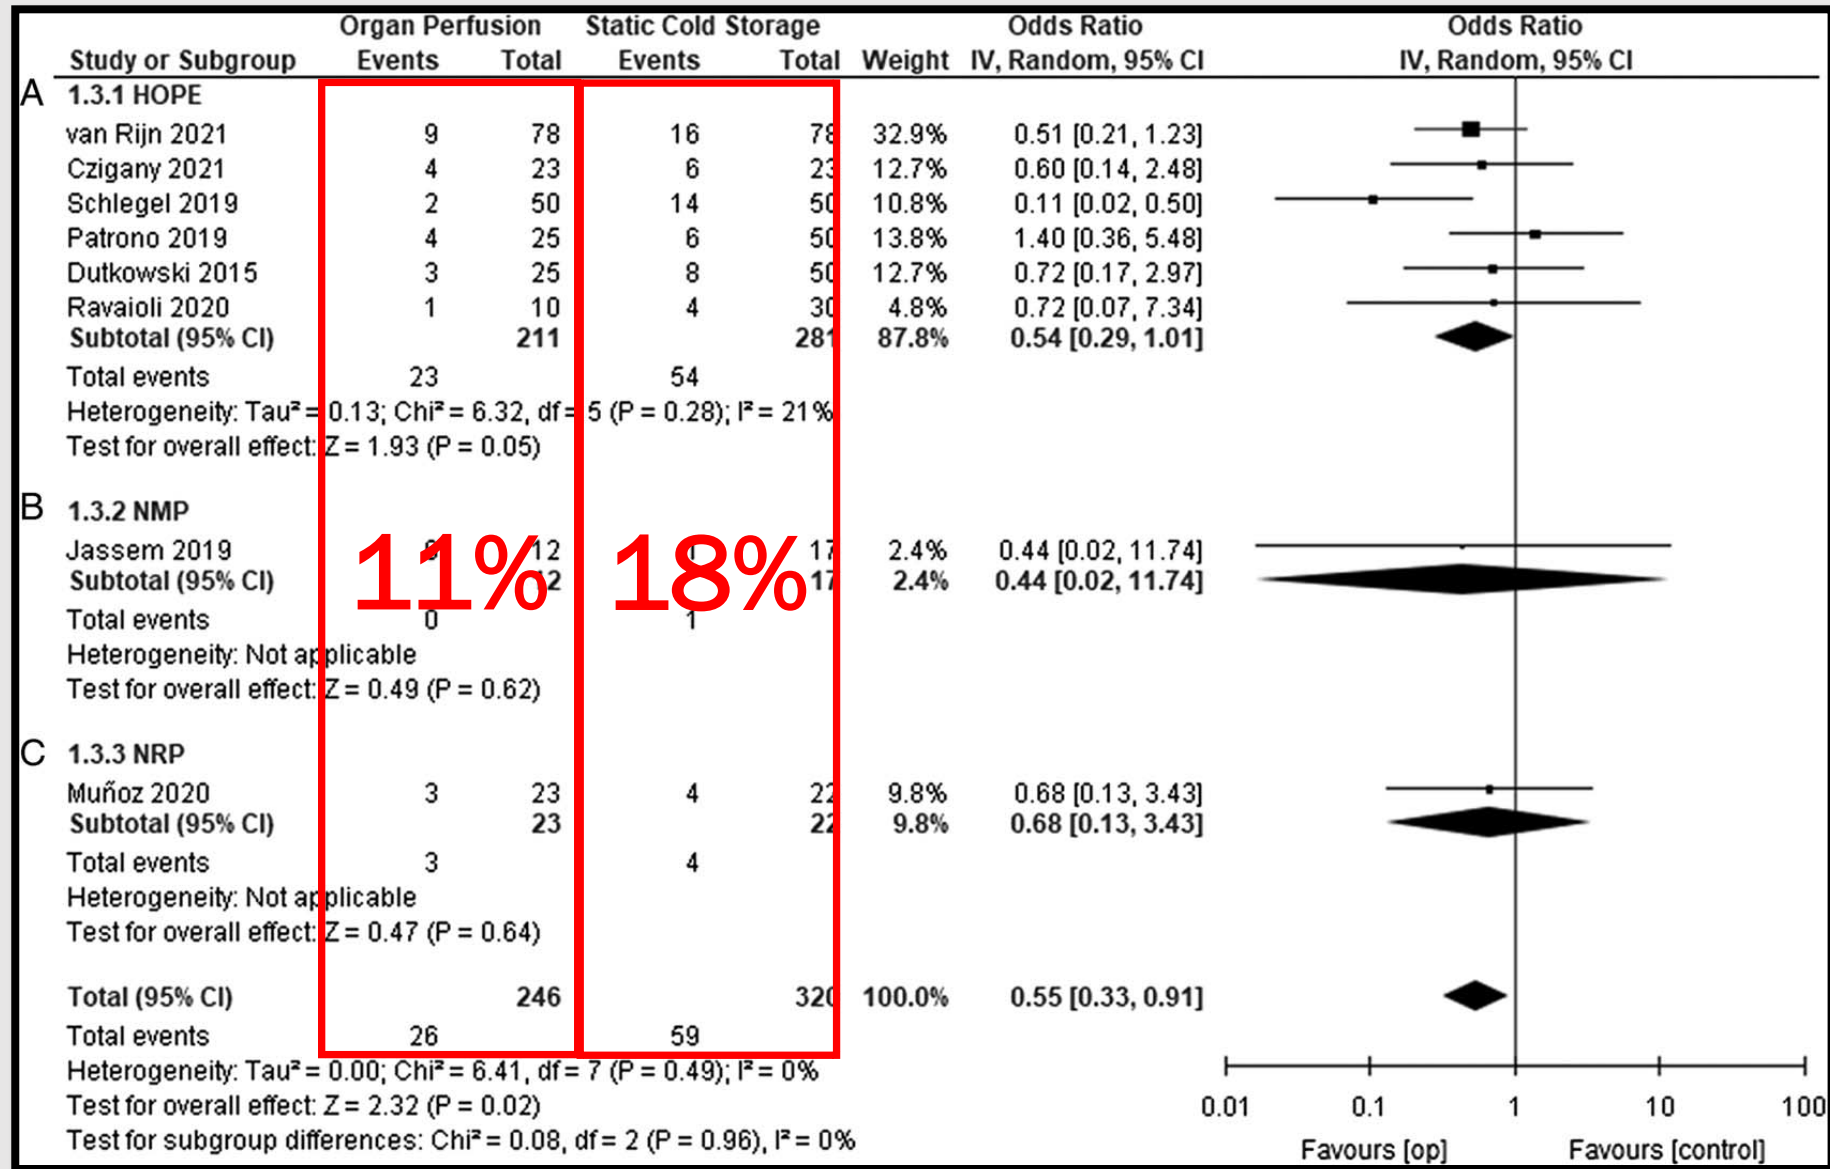 Organ Perfusion Static Cold Storage Odds Ratio Odds Ratio
Study or Subgroup Events Total Events Total Weight IV, Random, 95% CI IV, Random, 95% CI
A 1.3.1 HOPE
van Rijn 2021 9 78 16 78 32.9% 0.51 [0.21, 1.23]
Czigany 2021 4 23 6 23 12.7% 0.60 [0.14, 2.48]
Schlegel 2019 2 50 14 50 10.8% 0.11 [0.02, 0.50]
Patrono 2019 4 25 6 50 13.8% 1.40 [0.36, 5.48]
Dutkowski 2015 3 25 8 50 12.7% 0.72 [0.17, 2.97]
Ravaioli 2020 1 10 4 30 4.8% 0.72 [0.07, 7.34]
Subtotal (95% CI) 211 281 87.8% 0.54 [0.29, 1.01]
Total events 23 54
Heterogeneity: Tau² = 0.13; Chi² = 6.32, df = 5 (P = 0.28); I² = 21%
Test for overall effect: Z = 1.93 (P = 0.05)
B 1.3.2 NMP
Jassem 2019 12 17 2.4% 0.44 [0.02, 11.74]
11% 18%
Subtotal (95% CI) 17 2.4% 0.44 [0.02, 11.74]
Total events 0 1
Heterogeneity: Not applicable
Test for overall effect: Z = 0.49 (P = 0.62)
C 1.3.3 NRP
Muñoz 2020 3 23 4 22 9.8% 0.68 [0.13, 3.43]
Subtotal (95% CI) 23 22 9.8% 0.68 [0.13, 3.43]
Total events 3 4
Heterogeneity: Not applicable
Test for overall effect: Z = 0.47 (P = 0.64)
Total (95% CI) 246 320 100.0% 0.55 [0.33, 0.91]
Total events 26 59
Heterogeneity: Tau² = 0.00; Chi² = 6.41, df = 7 (P = 0.49); I² = 0%
Test for overall effect: Z = 2.32 (P = 0.02)
Test for subgroup differences: Chi² = 0.08, df = 2 (P = 0.96), I² = 0%
0.01 0.1 1 10 100
Favours [op] Favours [control]